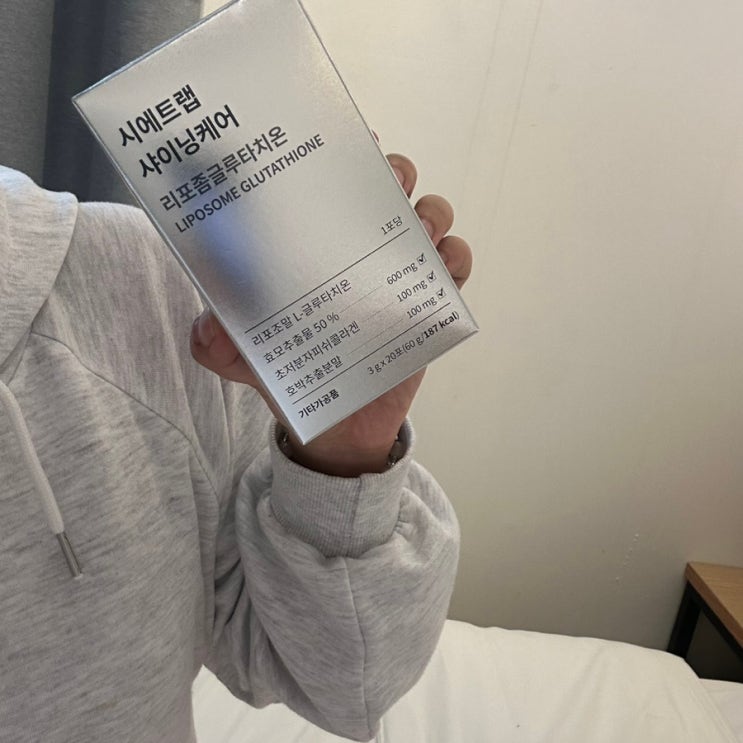 시에트랩
샤이닝케어
리포좀글루타치온
LIPOSOME GLUTATHIONE
1포당
리포조말 L-글루타치온
효모추출물 50 % 600 mg
초저분자피쉬콜라겐 100 mg
호박추출분말 100 mg
3 g x 20포(60 g/187 kcal)
기타가공품